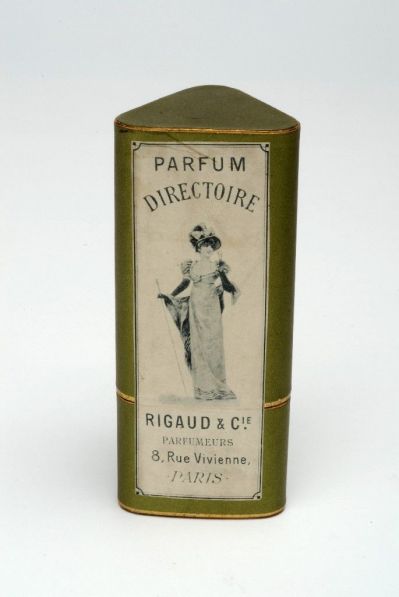 PARFUM
DIRECTOIRE
RIGAUD & CIE.
PARFUMEURS
8, Rue Vivienne,
-PARIS-